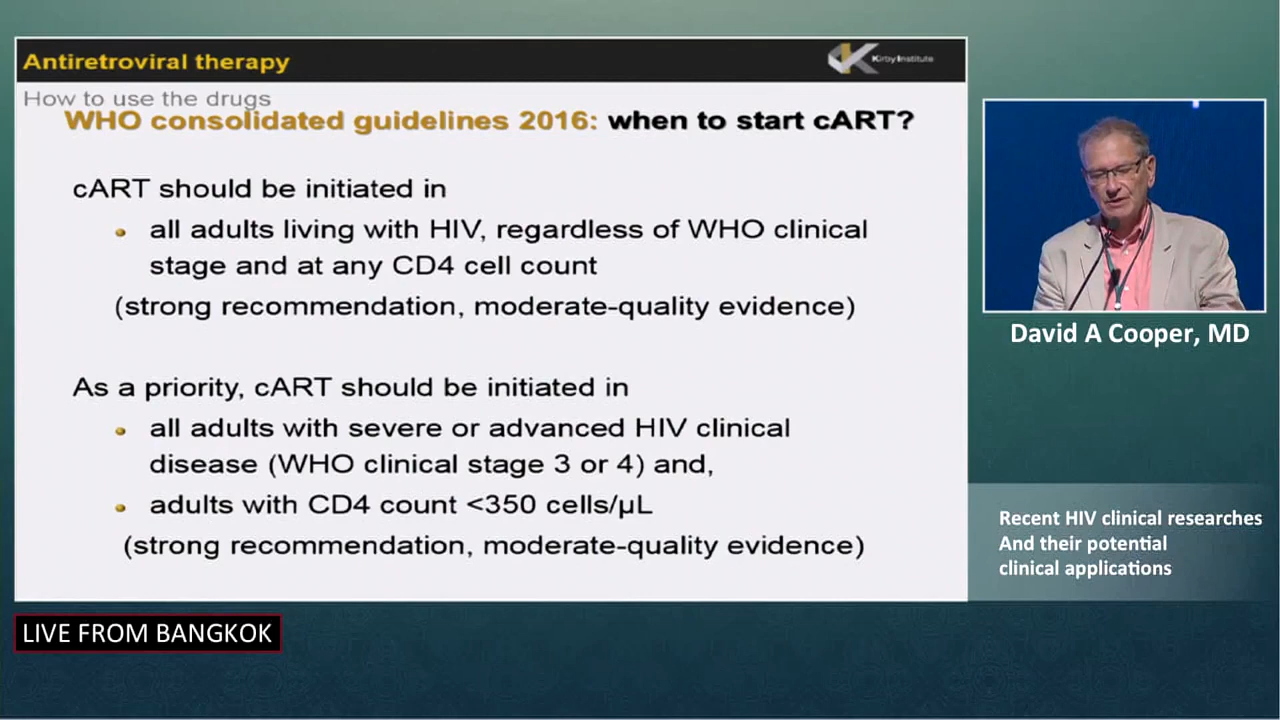 Antiretroviral therapy
Kirby Institute
How to use the drugs
WHO consolidated guidelines 2016: when to start cART?
cART should be initiated in
all adults living with HIV, regardless of WHO clinical
stage and at any CD4 cell count
(strong recommendation, moderate-quality evidence)
As a priority, cART should be initiated in
all adults with severe or advanced HIV clinical
disease (WHO clinical stage 3 or 4) and,
adults with CD4 count <350 cells/µL
(strong recommendation, moderate-quality evidence)
David A Cooper, MD
Recent HIV clinical researches
And their potential
clinical applications
LIVE FROM BANGKOK